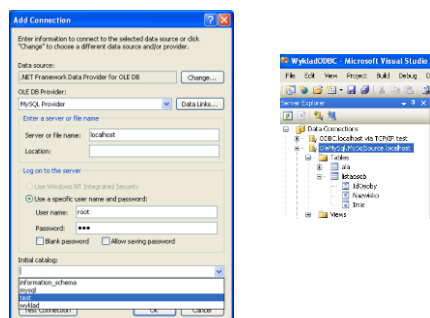 Add Connection
Enter information to connect to the selected data source or click
"Change" to choose a different data source and/or provider.
Data source:
.NET Framework Data Provider for OLE DB
Change...
OLE DB Provider:
MySQL Provider
Data Links...
Enter a server or file name
Server or file name:
localhost
Location:
Log on to the server
Use Windows NT Integrated Security
Use a specific user name and password:
User name:
root
Password:
•••
Blank password
Allow saving password
Initial catalog:
information_schema
mysql
test
wyklad
Test Connection
OK
Cancel
WykladODBC - Microsoft Visual Studio
File Edit View Project Build Debug
Server Explorer
Data Connections
ODBC.localhost via TCP/IP.test
OleMySql.MySqlSource.localhost
Tables
ala
listaosob
IdOsoby
Nazwisko
Imie
Views